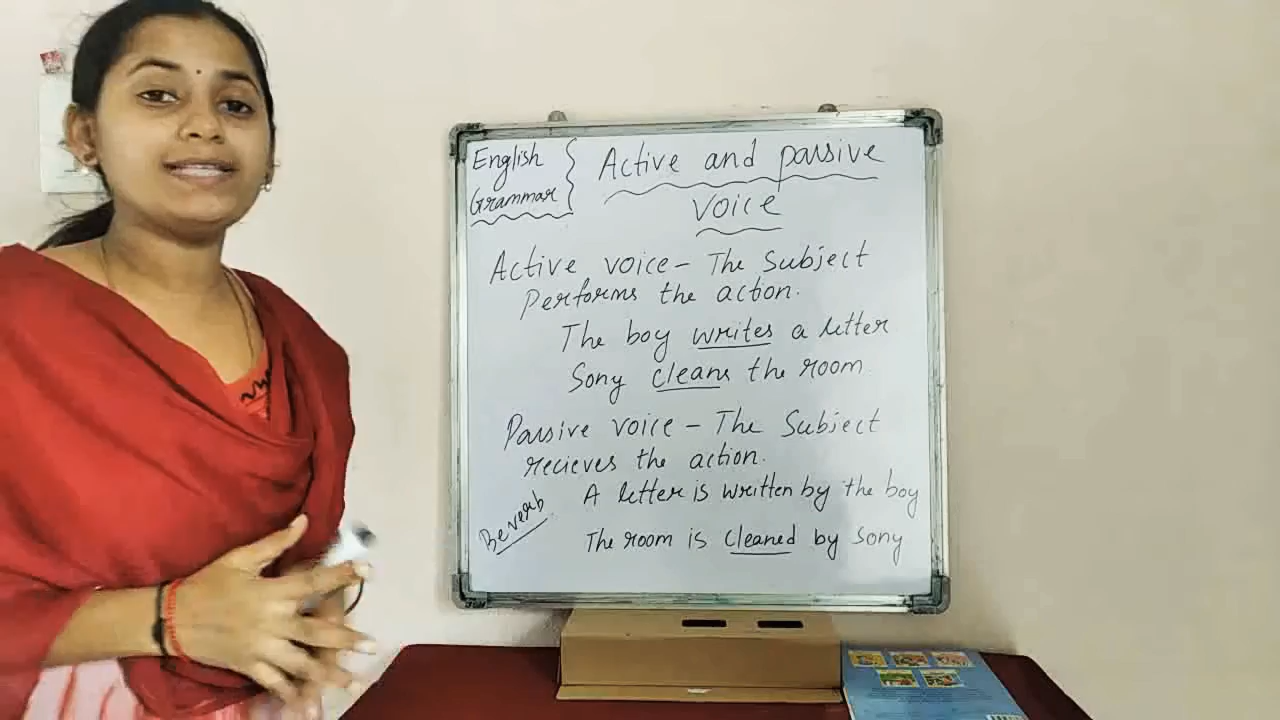 English
Grammar
Active and passive
voice
Active voice - The Subject
Performs the action.
The boy writes a letter
Sony cleans the room
Passive voice - The Subject
recieves the action.
A letter is written by the boy
Be verb
The room is cleaned by sony